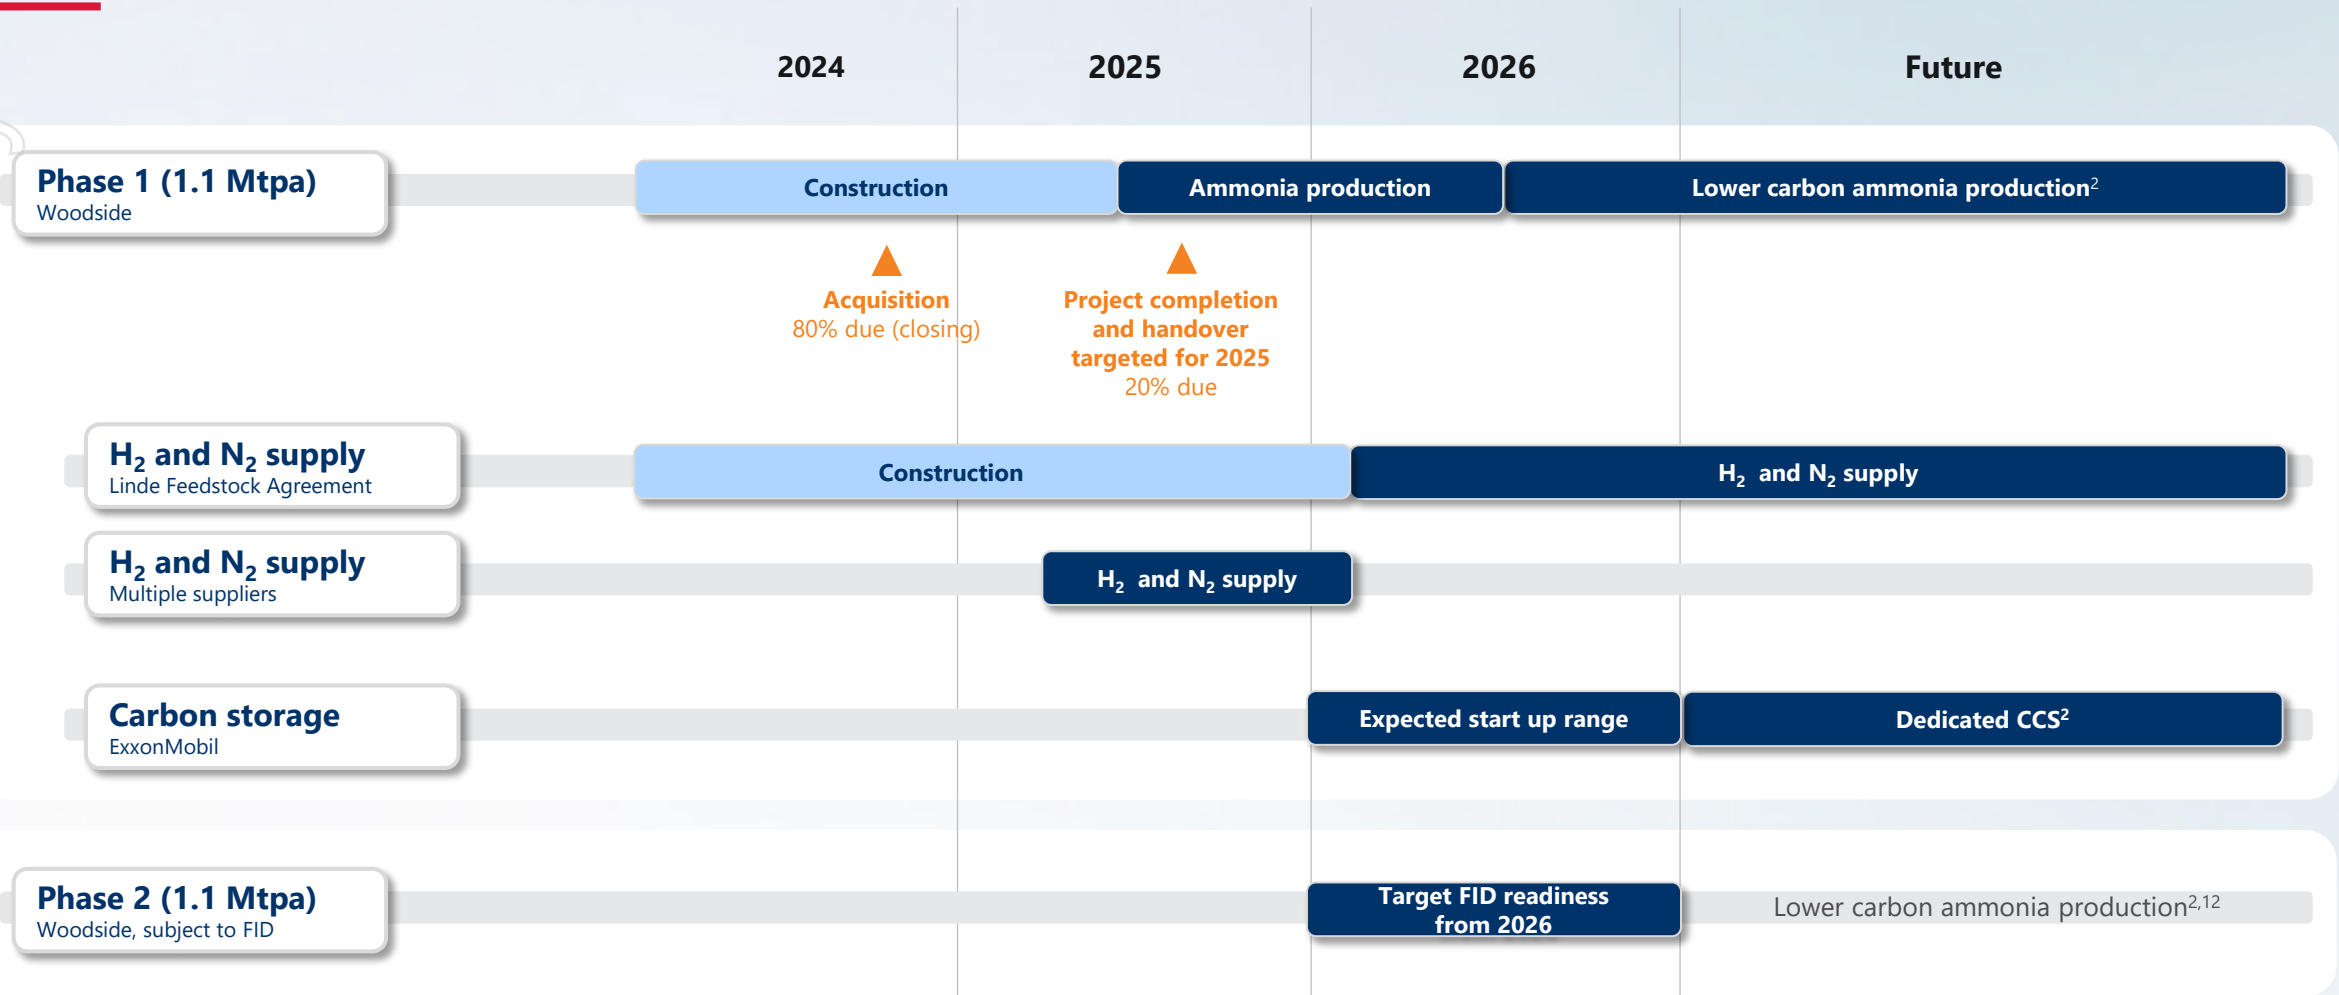 2024 2025 2026 Future
Phase 1 (1.1 Mtpa)
Woodside
Construction Ammonia production Lower carbon ammonia production²
Acquisition
80% due (closing)
Project completion
and handover
targeted for 2025
20% due
H₂ and N₂ supply
Linde Feedstock Agreement
Construction H₂ and N₂ supply
H₂ and N₂ supply
Multiple suppliers
H₂ and N₂ supply
Carbon storage
ExxonMobil
Expected start up range Dedicated CCS²
Phase 2 (1.1 Mtpa)
Woodside, subject to FID
Target FID readiness
from 2026
Lower carbon ammonia production²,¹²